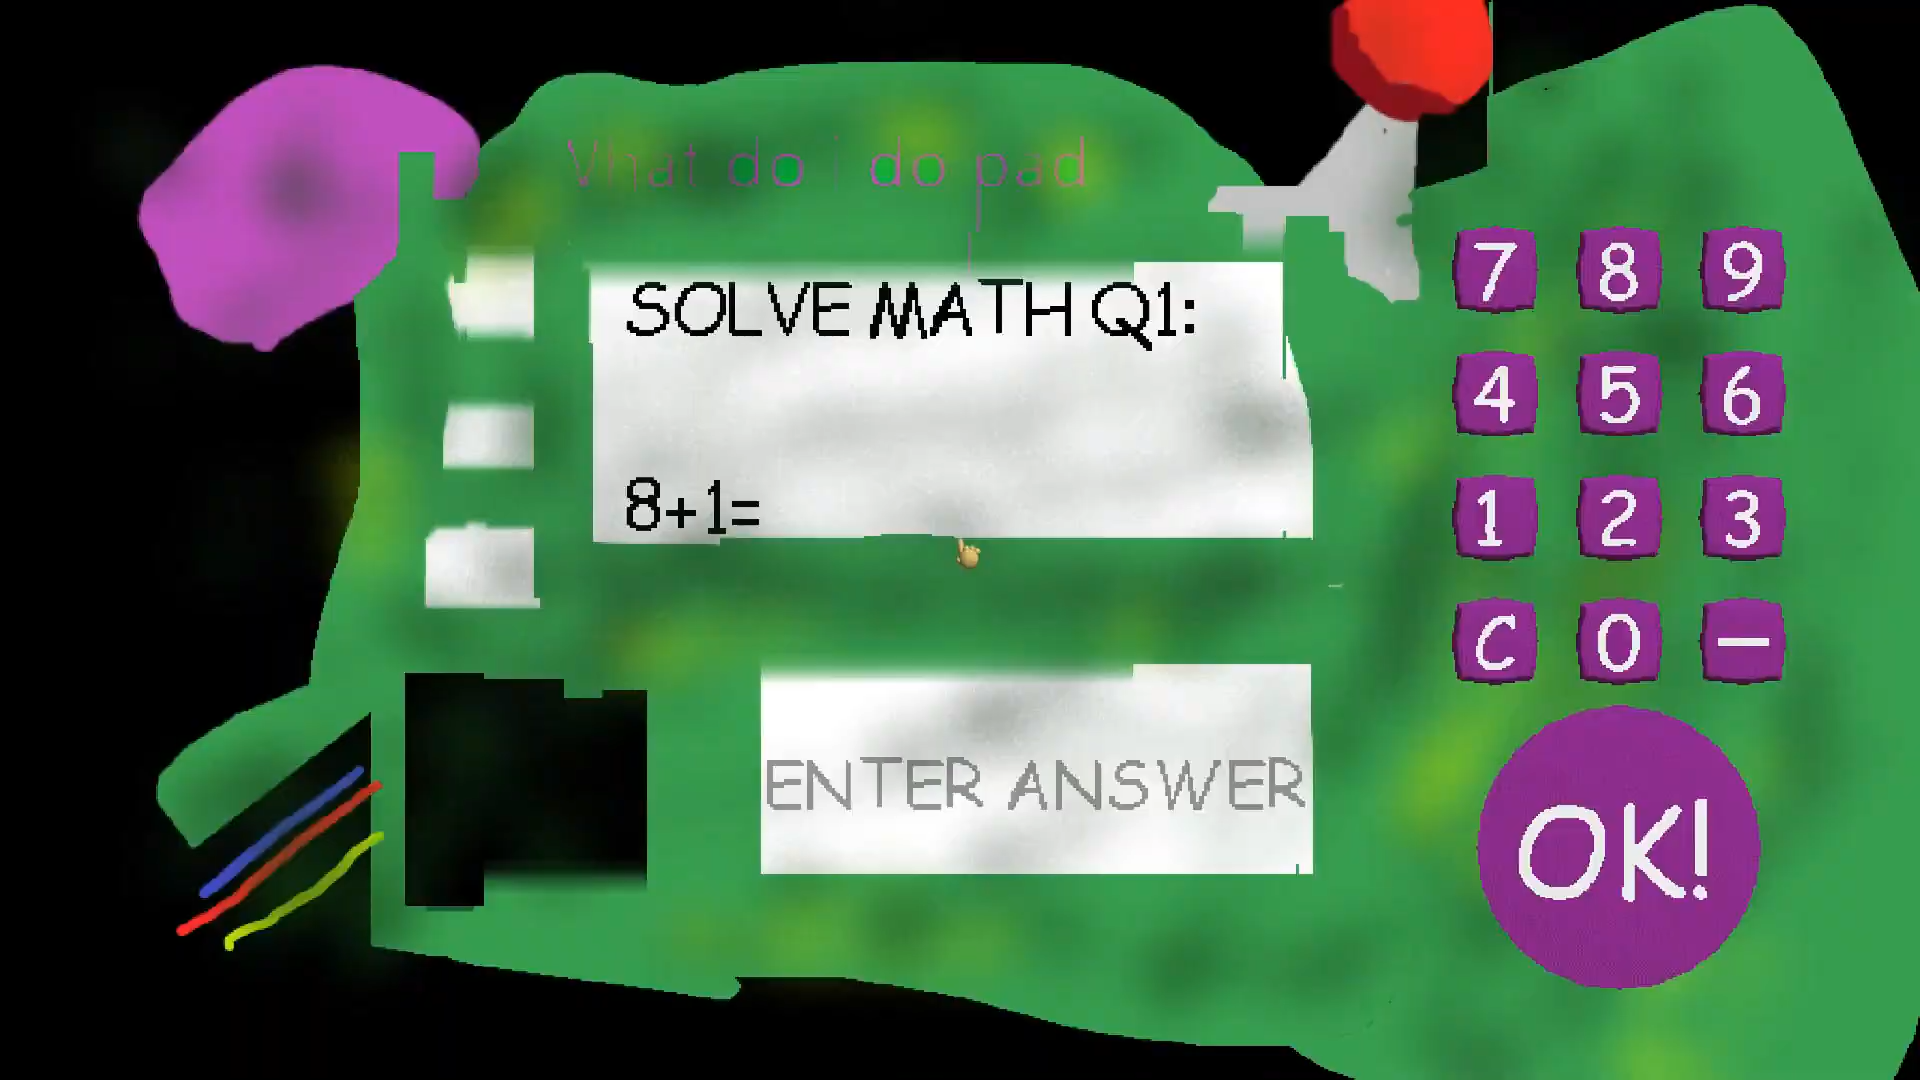 What do i do pad
SOLVE MATH Q1:
8+1=
ENTER ANSWER
7 8 9
4 5 6
1 2 3
C 0 -
OK!